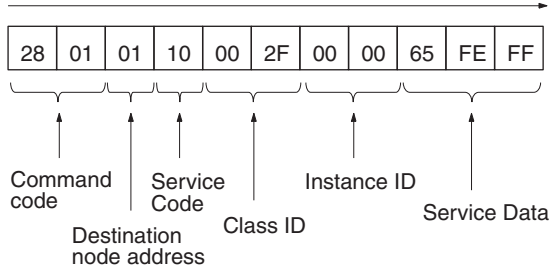 28 01 01 10 00 2F 00 00 65 FE FF
Command
code
Destination
node address
Service
Code
Class ID
Instance ID
Service Data